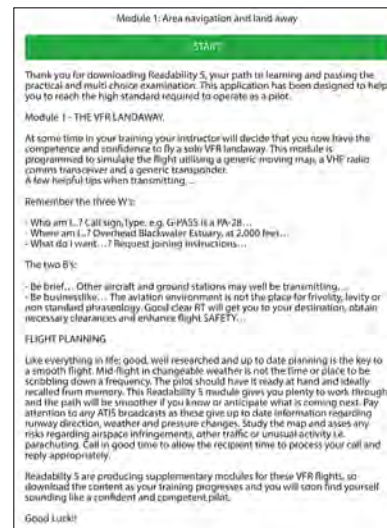 Module 1: Area navigation and land away
START
Thank you for downloading Readability 5, your path to learning and passing the
practical and multi choice examination. This application has been designed to help
you to reach the high standard required to operate as a pilot.
Module 1 - THE VFR LANDAWAY.
At some time in your training your instructor will decide that you now have the
competence and confidence to fly a solo VFR landaway. This module is
programmed to simulate the flight utilising a generic moving map, a VHF radio
comms transceiver and a generic transponder.
A few helpful tips when transmitting…
Remember the three W's:
- Who am I..? Call sign, Type, e.g. G-PASS is a PA-28…
- Where am I..? Overhead Blackwater Estuary, at 2,000 feet…
- What do I want…? Request joining instructions…
The two B's:
- Be brief… Other aircraft and ground stations may well be transmitting…
- Be businesslike… The aviation environment is not the place for frivolity, levity or
non standard phraseology. Good clear RT will get you to your destination, obtain
necessary clearances and enhance flight SAFETY…
FLIGHT PLANNING
Like everything in life; good, well researched and up to date planning is the key to
a smooth flight. Mid-flight in changeable weather is not the time or place to be
scribbling down a frequency. The pilot should have it ready at hand and ideally
recalled from memory. This Readability 5 module gives you plenty to work through
and the path will be smoother if you know or anticipate what is coming next. Pay
attention to any ATIS broadcasts as these give up to date information regarding
runway direction, weather and pressure changes. Study the map and asses any
risks regarding airspace infringements, other traffic or unusual activity i.e.
parachuting. Call in good time to allow the recipient time to process your call and
reply appropriately.
Readabilty 5 are producing supplementary modules for these VFR flights, so
download the content as your training progresses and you will soon find yourself
sounding like a confident and competent pilot.
Good Luck!!